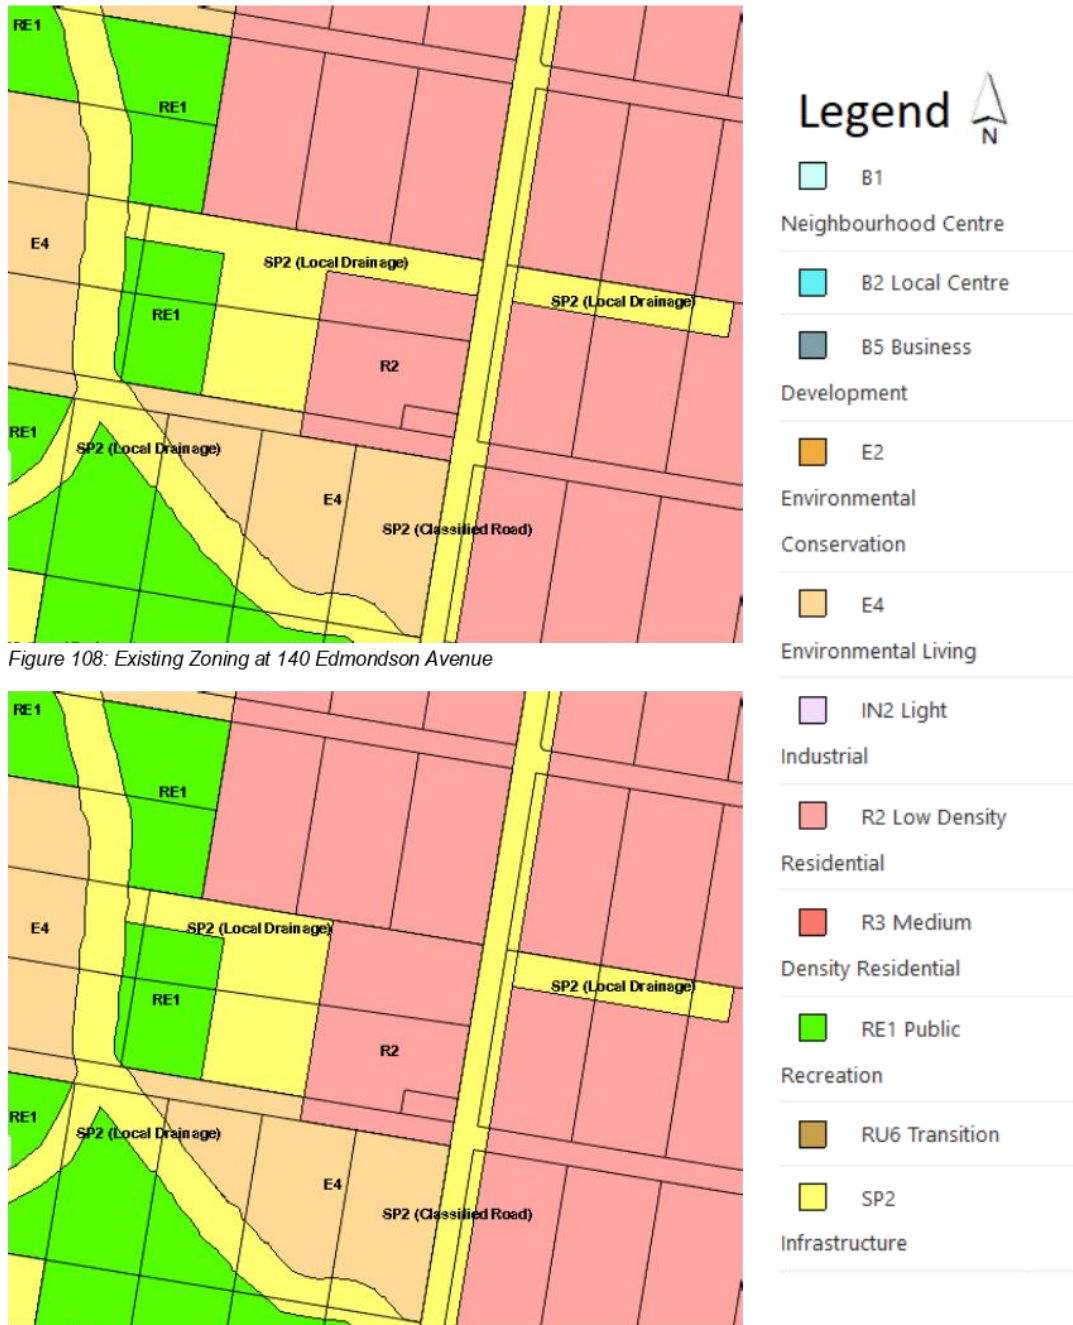 RE1
RE1
E4
SP2 (Local Drainage)
SP2 (Local Drainage)
RE1
R2
RE1
SP2 (Local Drainage)
E4
SP2 (Classified Road)
Figure 108: Existing Zoning at 140 Edmondson Avenue
RE1
RE1
E4
SP2 (Local Drainage)
SP2 (Local Drainage)
RE1
R2
RE1
SP2 (Local Drainage)
E4
SP2 (Classified Road)
Legend
N
B1
Neighbourhood Centre
B2 Local Centre
B5 Business
Development
E2
Environmental
Conservation
E4
Environmental Living
IN2 Light
Industrial
R2 Low Density
Residential
R3 Medium
Density Residential
RE1 Public
Recreation
RU6 Transition
SP2
Infrastructure